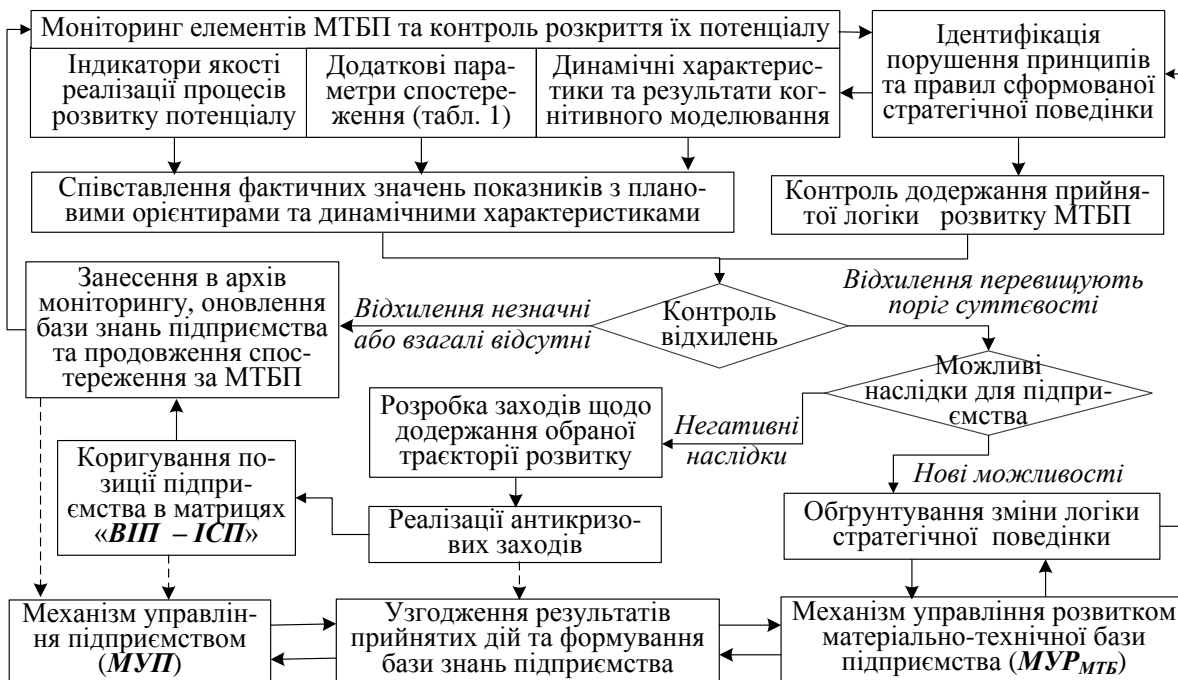 Моніторинг елементів МТБП та контроль розкриття їх потенціалу
Індикатори якості
реалізації процесів
розвитку потенціалу
Додаткові пара-
метри спостере-
ження (табл. 1)
Динамічні характерис-
тики та результати ког-
нітивного моделювання
Ідентифікація
порушення принципів
та правил сформованої
стратегічної поведінки
Співставлення фактичних значень показників з плано-
вими орієнтирами та динамічними характеристиками
Контроль додержання прийня-
тої логіки розвитку МТБП
Занесення в архів
моніторингу, оновлення
бази знань підприємства
та продовження спос-
тереження за МТБП
Відхилення незначні
або взагалі відсутні
Контроль
відхилень
Відхилення перевищують
поріг суттєвості
Можливі
наслідки для підпри-
ємства
Розробка заходів щодо
додержання обраної
траєкторії розвитку
Негативні
наслідки
Нові можливості
Коригування по-
зиції підпри-
ємства в матрицях
«ВІП – ІСП»
Реалізації антикризо-
вих заходів
Обґрунтування зміни логіки
стратегічної поведінки
Механізм управлін-
ня підприємством
(МУП)
Узгодження результатів
прийнятих дій та формування
бази знань підприємства
Механізм управління розвитком
матеріально-технічної бази
підприємства (МУРМТБ)